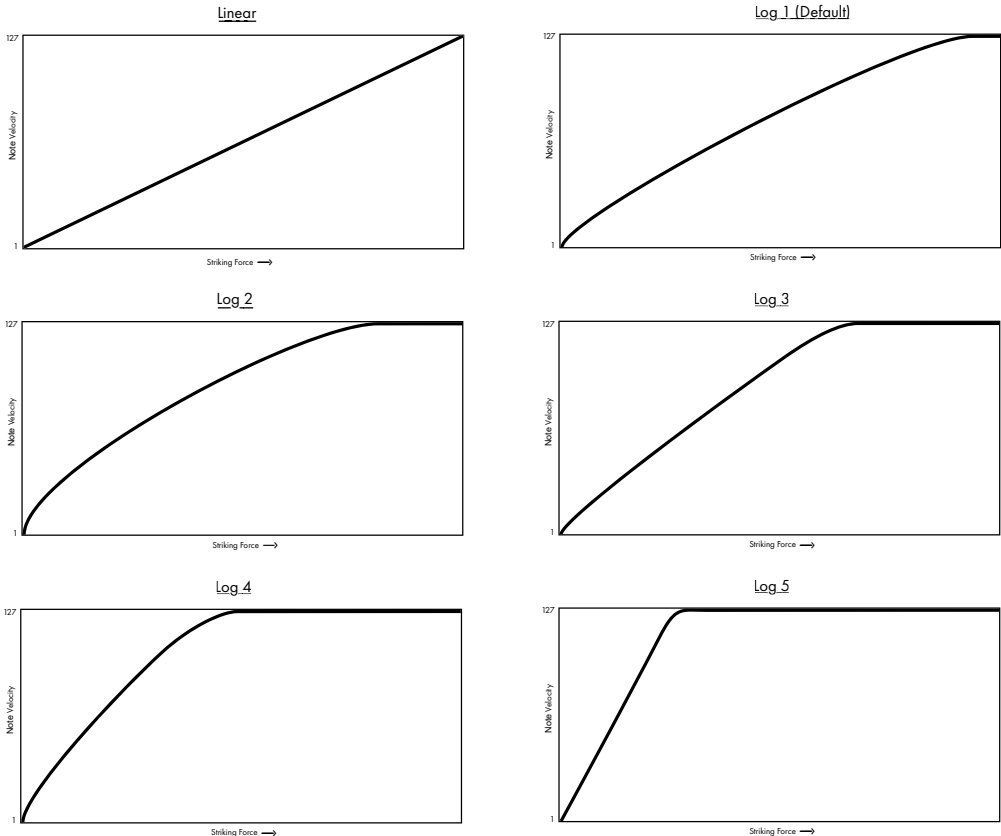 Linear
127
Note Velocity
1
Striking Force →
Log 1 (Default)
127
Note Velocity
1
Striking Force →
Log 2
127
Note Velocity
1
Striking Force →
Log 3
127
Note Velocity
1
Striking Force →
Log 4
127
Note Velocity
1
Striking Force →
Log 5
127
Note Velocity
1
Striking Force →